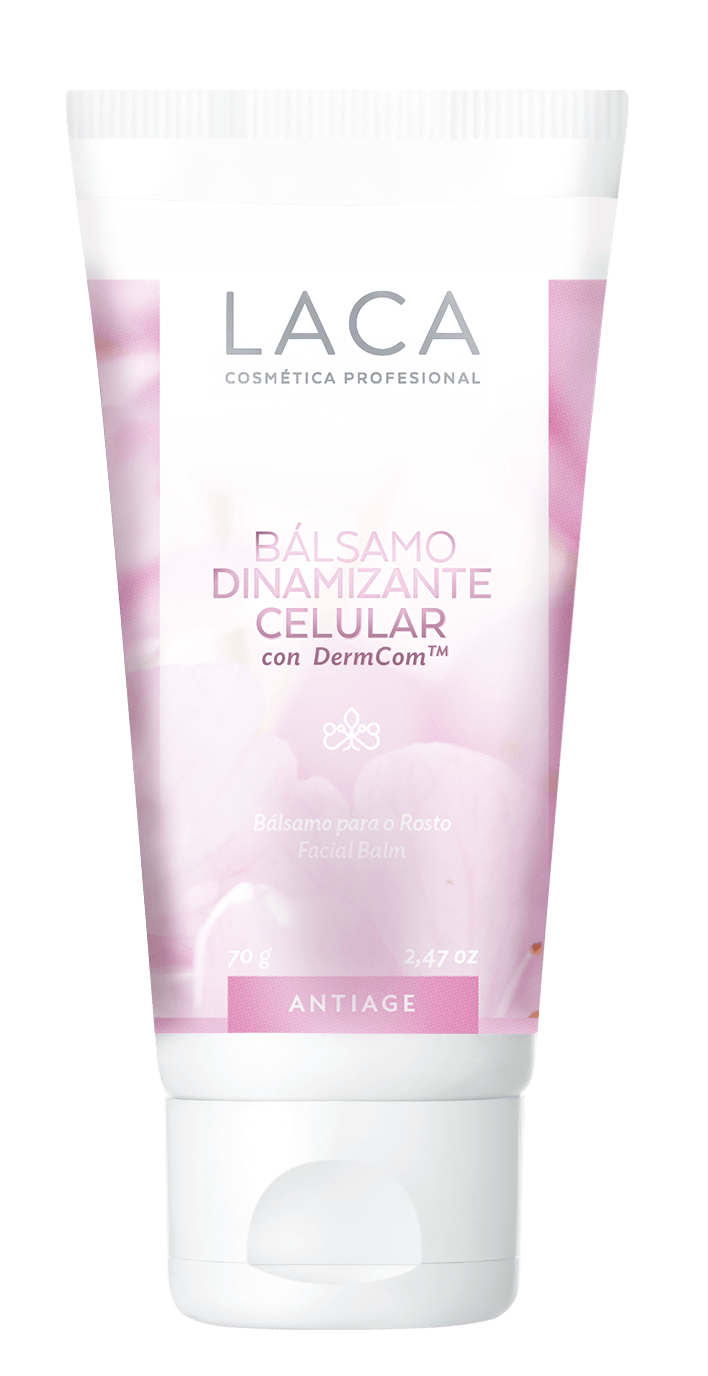 LACA
COSMÉTICA PROFESIONAL
BÁLSAMO
DINAMIZANTE
CELULAR
con DermCom™
Bálsamo para o Rosto
Facial Balm
70 g 2,47 oz
ANTIAGE